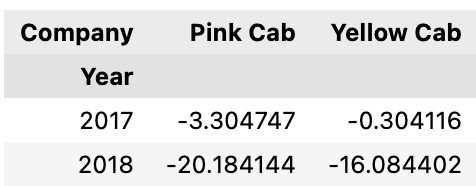 Company Pink Cab Yellow Cab
Year
2017 -3.304747 -0.304116
2018 -20.184144 -16.084402